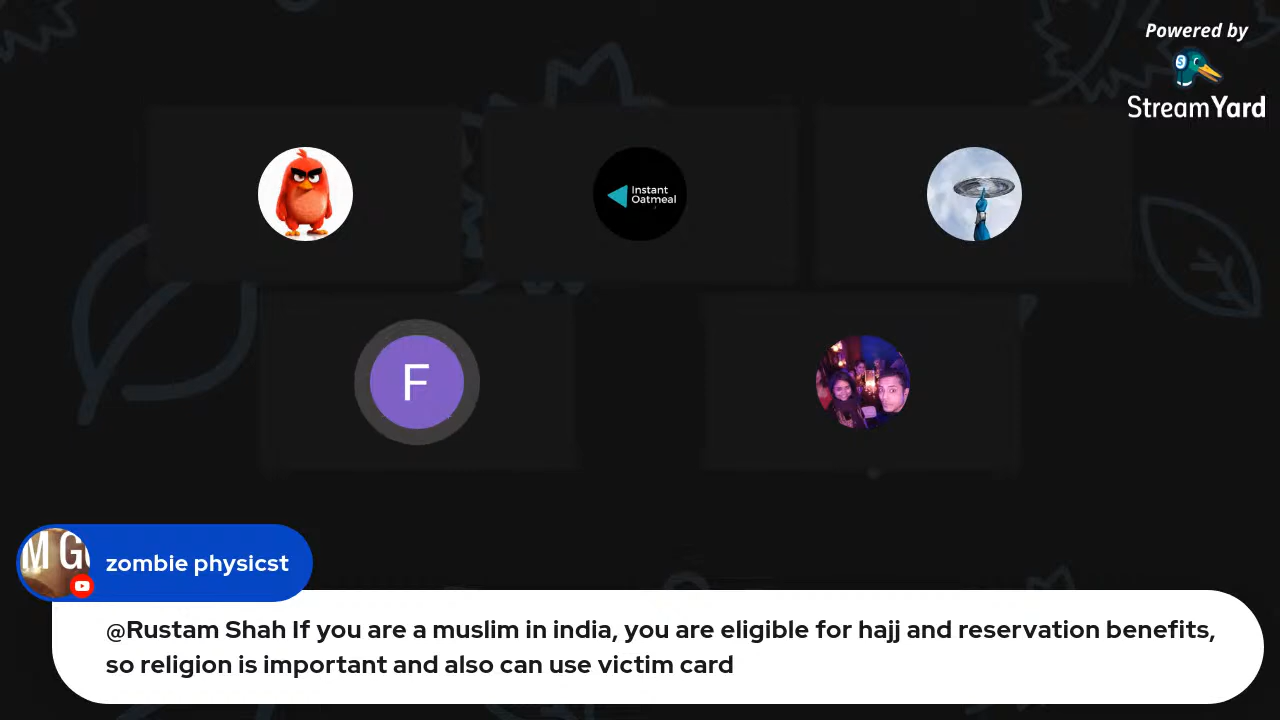 Powered by
StreamYard
Instant
Oatmeal
F
M G
zombie physicst
@Rustam Shah If you are a muslim in india, you are eligible for hajj and reservation benefits,
so religion is important and also can use victim card